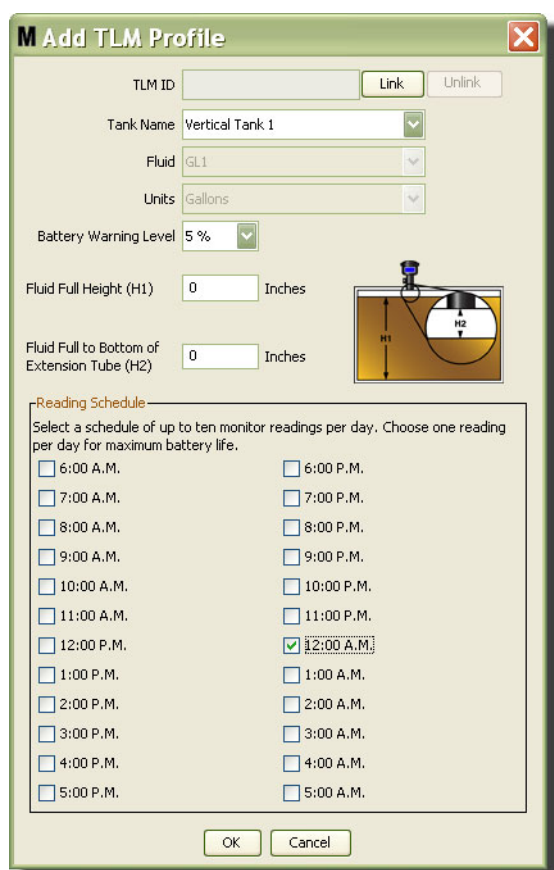 M Add TLM Profile
TLM ID
Link
Unlink
Tank Name
Vertical Tank 1
Fluid
GL1
Units
Gallons
Battery Warning Level
5 %
Fluid Full Height (H1)
0
Inches
Fluid Full to Bottom of
Extension Tube (H2)
0
Inches
H1
H2
Reading Schedule
Select a schedule of up to ten monitor readings per day. Choose one reading
per day for maximum battery life.
6:00 A.M.
6:00 P.M.
7:00 A.M.
7:00 P.M.
8:00 A.M.
8:00 P.M.
9:00 A.M.
9:00 P.M.
10:00 A.M.
10:00 P.M.
11:00 A.M.
11:00 P.M.
12:00 P.M.
12:00 A.M.
1:00 P.M.
1:00 A.M.
2:00 P.M.
2:00 A.M.
3:00 P.M.
3:00 A.M.
4:00 P.M.
4:00 A.M.
5:00 P.M.
5:00 A.M.
OK
Cancel